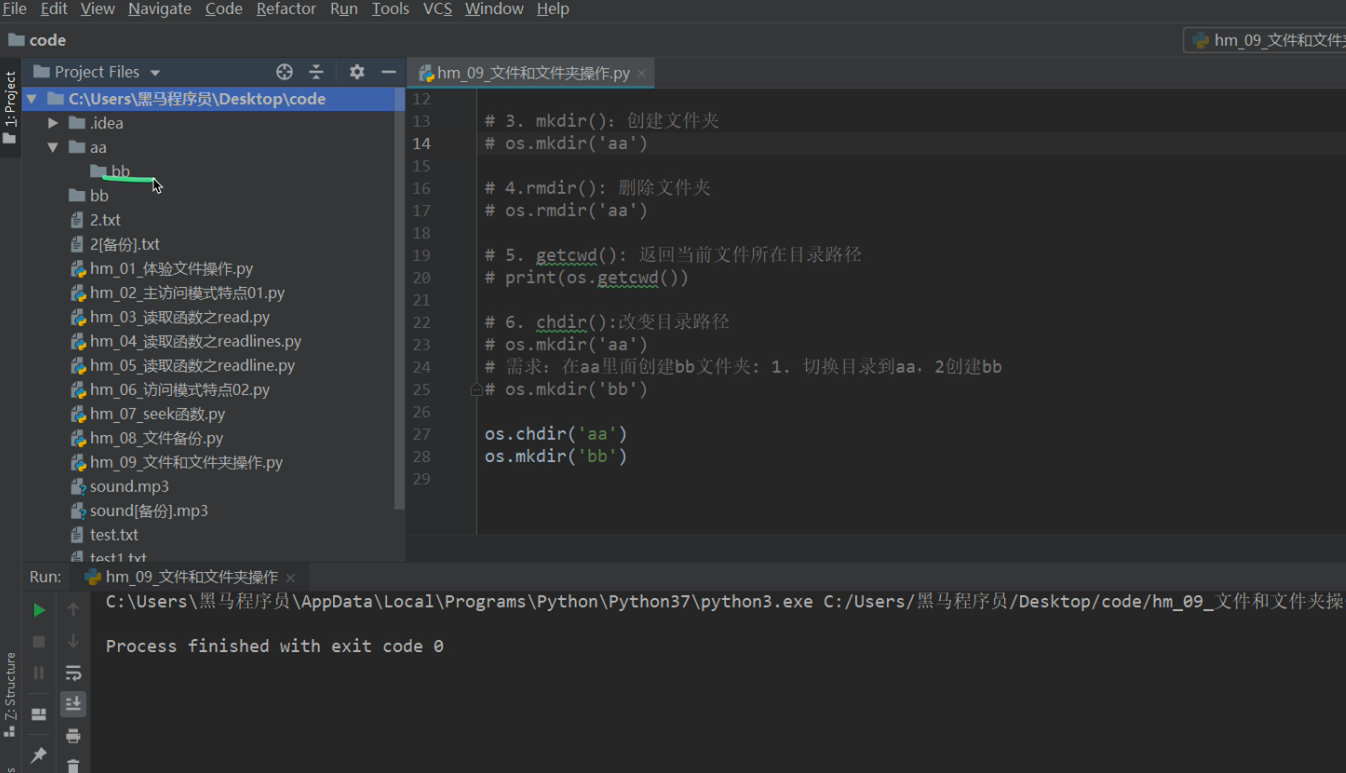 File Edit View Navigate Code Refactor Run Tools VCS Window Help
code
hm_09_文件和文件
Project Files
hm_09_文件和文件夹操作.py
1: Project
C:\Users\黑马程序员\Desktop\code
.idea
aa
bb
bb
2.txt
2[备份].txt
hm_01_体验文件操作.py
hm_02_主访问模式特点01.py
hm_03_读取函数之read.py
hm_04_读取函数之readlines.py
hm_05_读取函数之readline.py
hm_06_访问模式特点02.py
hm_07_seek函数.py
hm_08_文件备份.py
hm_09_文件和文件夹操作.py
sound.mp3
sound[备份].mp3
test.txt
test1.txt
12
13 # 3. mkdir(): 创建文件夹
14 # os.mkdir('aa')
15
16 # 4.rmdir(): 删除文件夹
17 # os.rmdir('aa')
18
19 # 5. getcwd(): 返回当前文件所在目录路径
20 # print(os.getcwd())
21
22 # 6. chdir():改变目录路径
23 # os.mkdir('aa')
24 # 需求: 在aa里面创建bb文件夹: 1. 切换目录到aa，2创建bb
25 # os.mkdir('bb')
26
27 os.chdir('aa')
28 os.mkdir('bb')
29
Run: hm_09_文件和文件夹操作
C:\Users\黑马程序员\AppData\Local\Programs\Python\Python37\python3.exe C:/Users/黑马程序员/Desktop/code/hm_09_文件和文件夹操
Process finished with exit code 0
Z: Structure